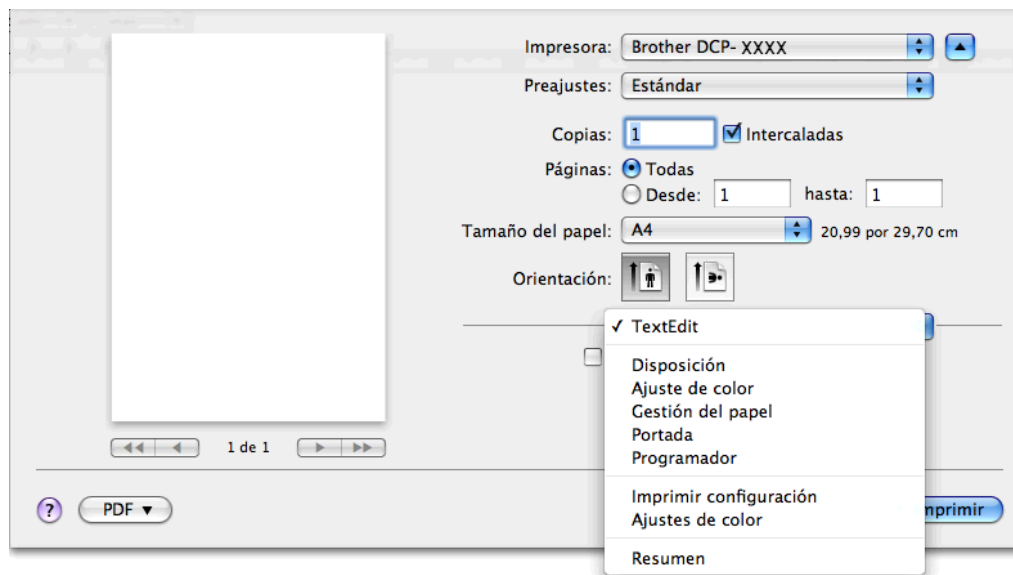 Impresora: Brother DCP- XXXX
Preajustes: Estándar
Copias: 1 Intercaladas
Páginas: Todas
Desde: 1 hasta: 1
Tamaño del papel: A4 20,99 por 29,70 cm
Orientación:
✓ TextEdit
Disposición
Ajuste de color
Gestión del papel
Portada
Programador
1 de 1
Imprimir configuración
? PDF ▼ mprimir
Ajustes de color
Resumen